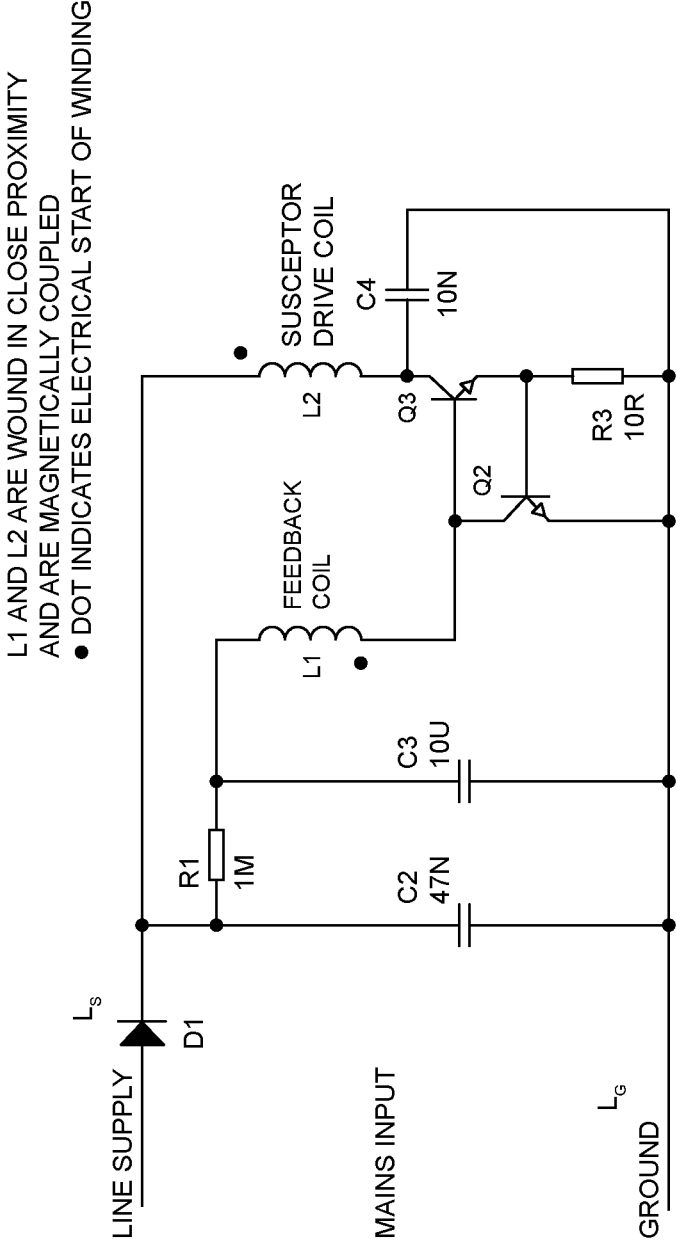 L1 AND L2 ARE WOUND IN CLOSE PROXIMITY
AND ARE MAGNETICALLY COUPLED
● DOT INDICATES ELECTRICAL START OF WINDING
LINE SUPPLY
LS
D1
R1
1M
FEEDBACK
COIL
L1
SUSCEPTOR
DRIVE COIL
L2
MAINS INPUT
C2
47N
C3
10U
Q2
Q3
C4
10N
R3
10R
LG
GROUND